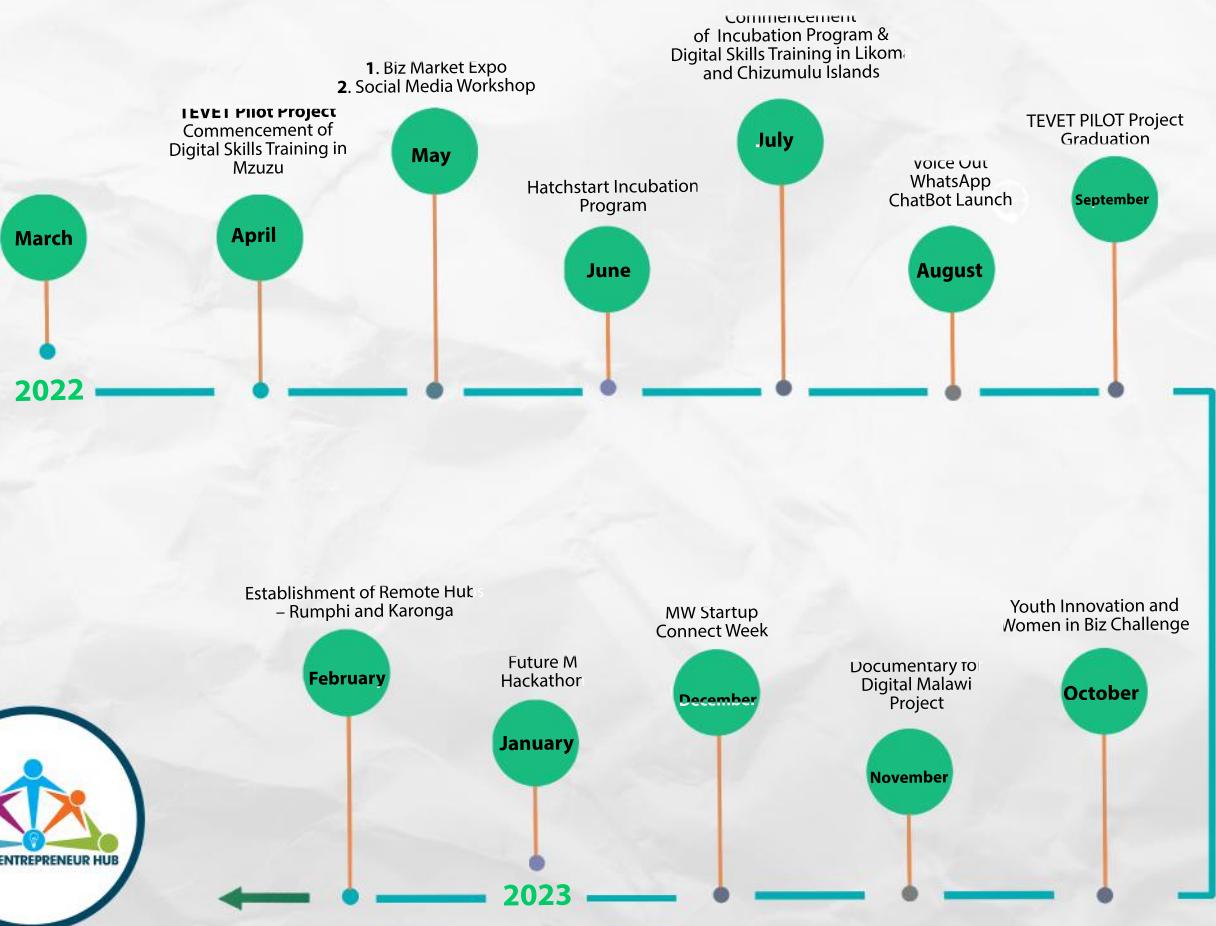 Commencement
of Incubation Program &
Digital Skills Training in Likoma
and Chizumulu Islands
1. Biz Market Expo
2. Social Media Workshop
TEVET Pilot Project
Commencement of
Digital Skills Training in
Mzuzu
TEVET PILOT Project
Graduation
Voice Out
WhatsApp
ChatBot Launch
Hatchstart Incubation
Program
March
April
May
June
July
August
September
2022
Establishment of Remote Hubs
– Rumphi and Karonga
Future M
Hackathon
MW Startup
Connect Week
Documentary for
Digital Malawi
Project
Youth Innovation and
Women in Biz Challenge
February
January
December
November
October
2023
ENTREPRENEUR HUB